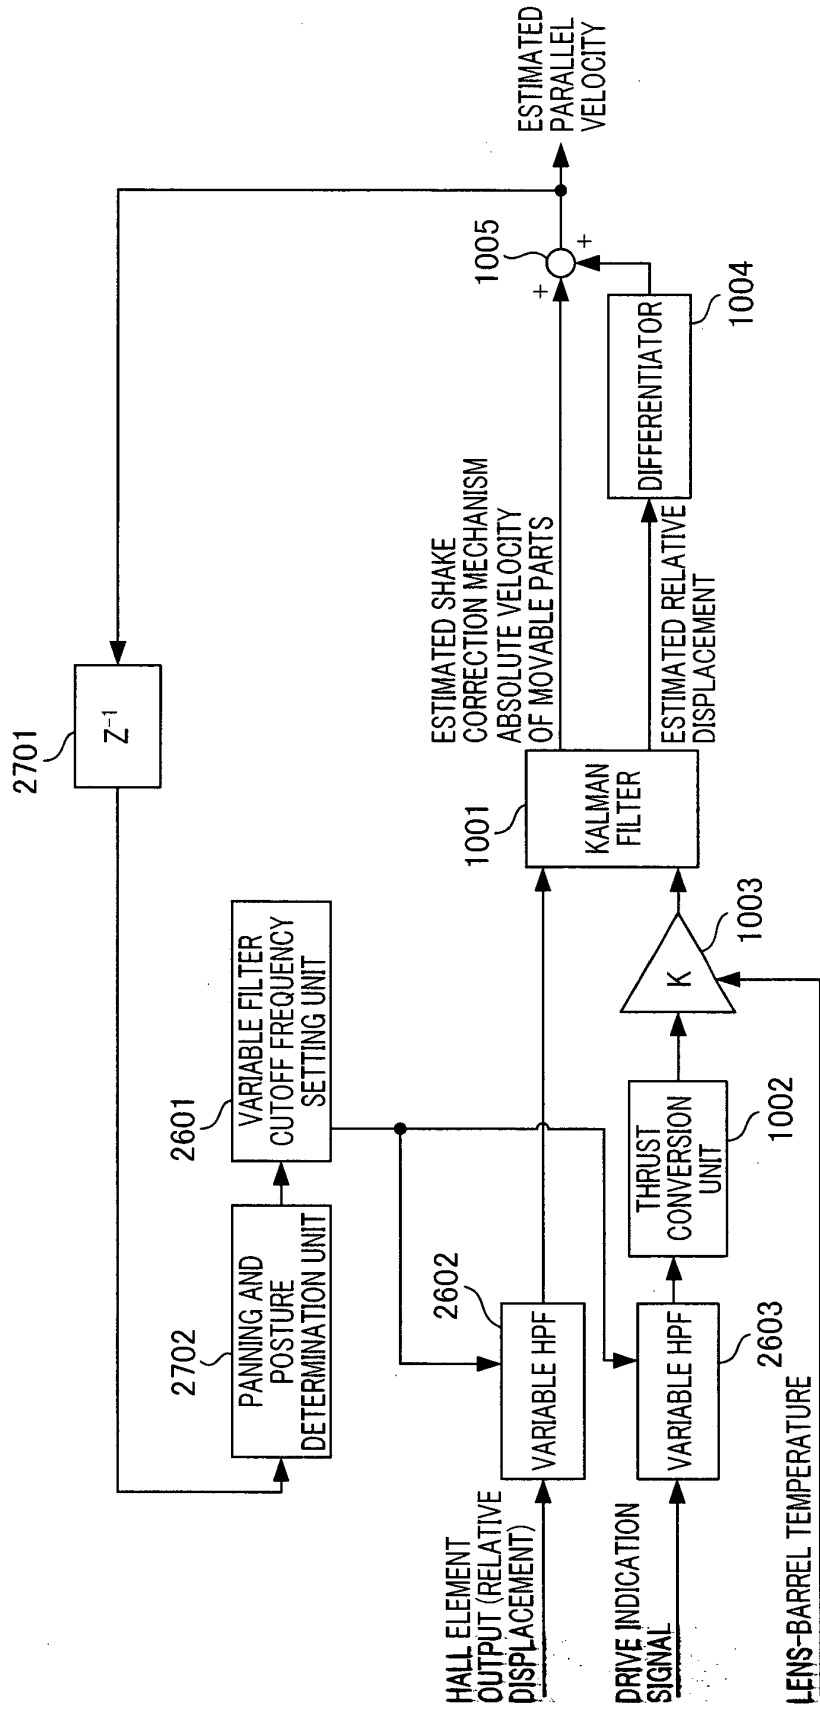 2701
Z⁻¹
2702
PANNING AND
POSTURE
DETERMINATION UNIT
2601
VARIABLE FILTER
CUTOFF FREQUENCY
SETTING UNIT
HALL ELEMENT
OUTPUT (RELATIVE
DISPLACEMENT)
2602
VARIABLE HPF
DRIVE INDICATION
SIGNAL
VARIABLE HPF
2603
THRUST
CONVERSION
UNIT
1002
K
1003
LENS-BARREL TEMPERATURE
1001
KALMAN
FILTER
ESTIMATED SHAKE
CORRECTION MECHANISM
ABSOLUTE VELOCITY
OF MOVABLE PARTS
ESTIMATED RELATIVE
DISPLACEMENT
DIFFERENTIATOR
1004
1005
+
+
ESTIMATED
PARALLEL
VELOCITY